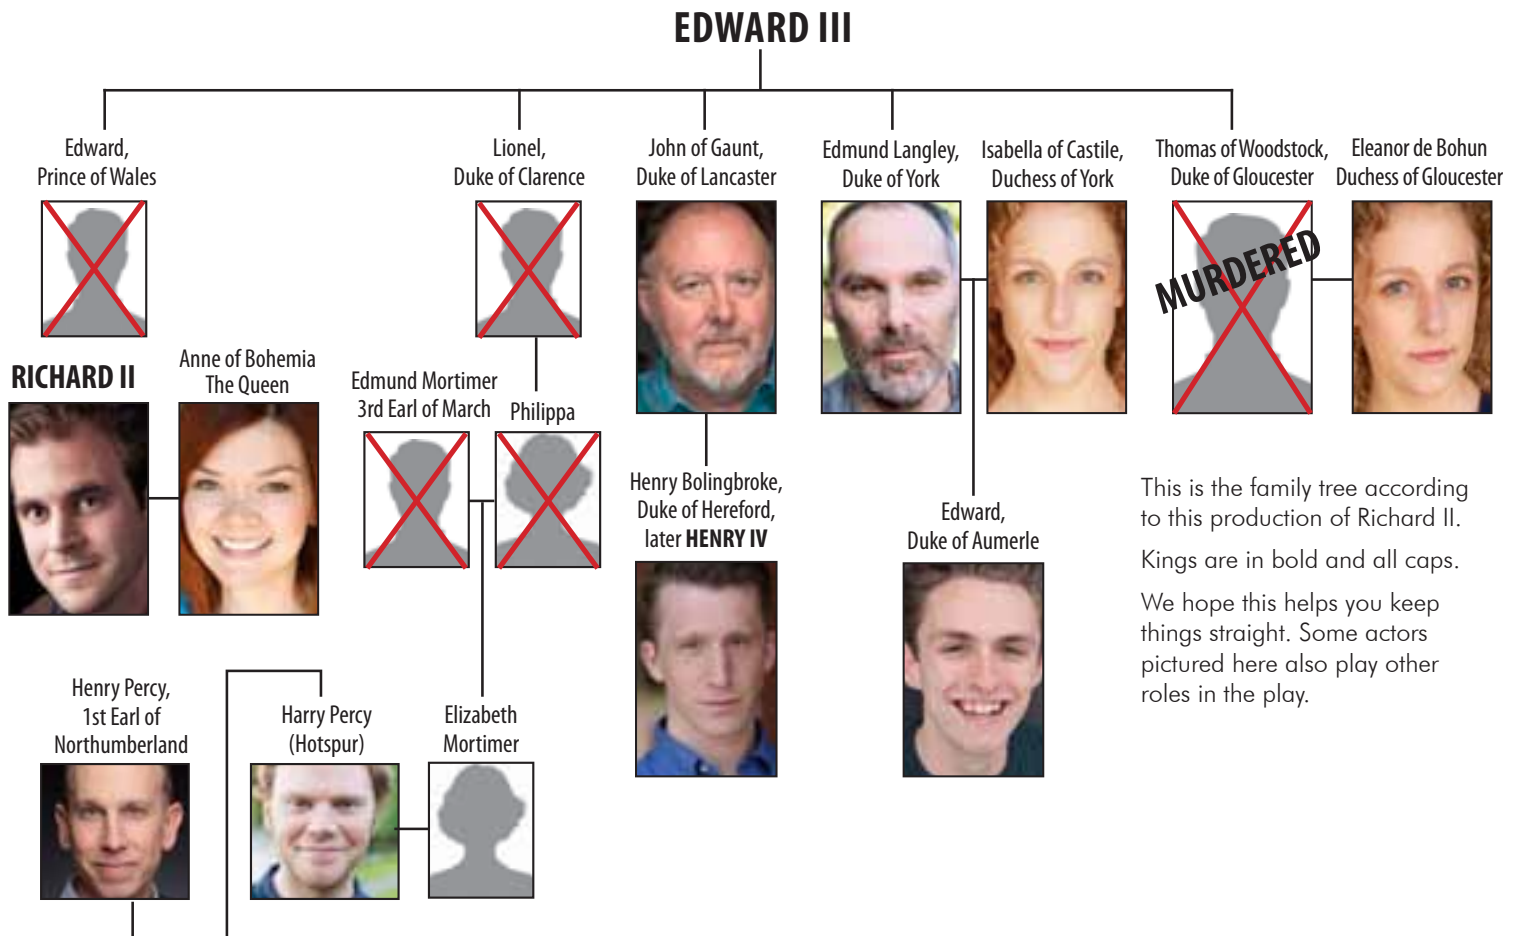 EDWARD III
Edward,
Prince of Wales
Lionel,
Duke of Clarence
John of Gaunt,
Duke of Lancaster
Edmund Langley,
Duke of York
Isabella of Castile,
Duchess of York
Thomas of Woodstock,
Duke of Gloucester
Eleanor de Bohun
Duchess of Gloucester
MURDERED
RICHARD II
Anne of Bohemia
The Queen
Edmund Mortimer
3rd Earl of March
Philippa
Henry Bolingbroke,
Duke of Hereford,
later HENRY IV
Edward,
Duke of Aumerle
This is the family tree according
to this production of Richard II.
Kings are in bold and all caps.
We hope this helps you keep
things straight. Some actors
pictured here also play other
roles in the play.
Henry Percy,
1st Earl of
Northumberland
Harry Percy
(Hotspur)
Elizabeth
Mortimer